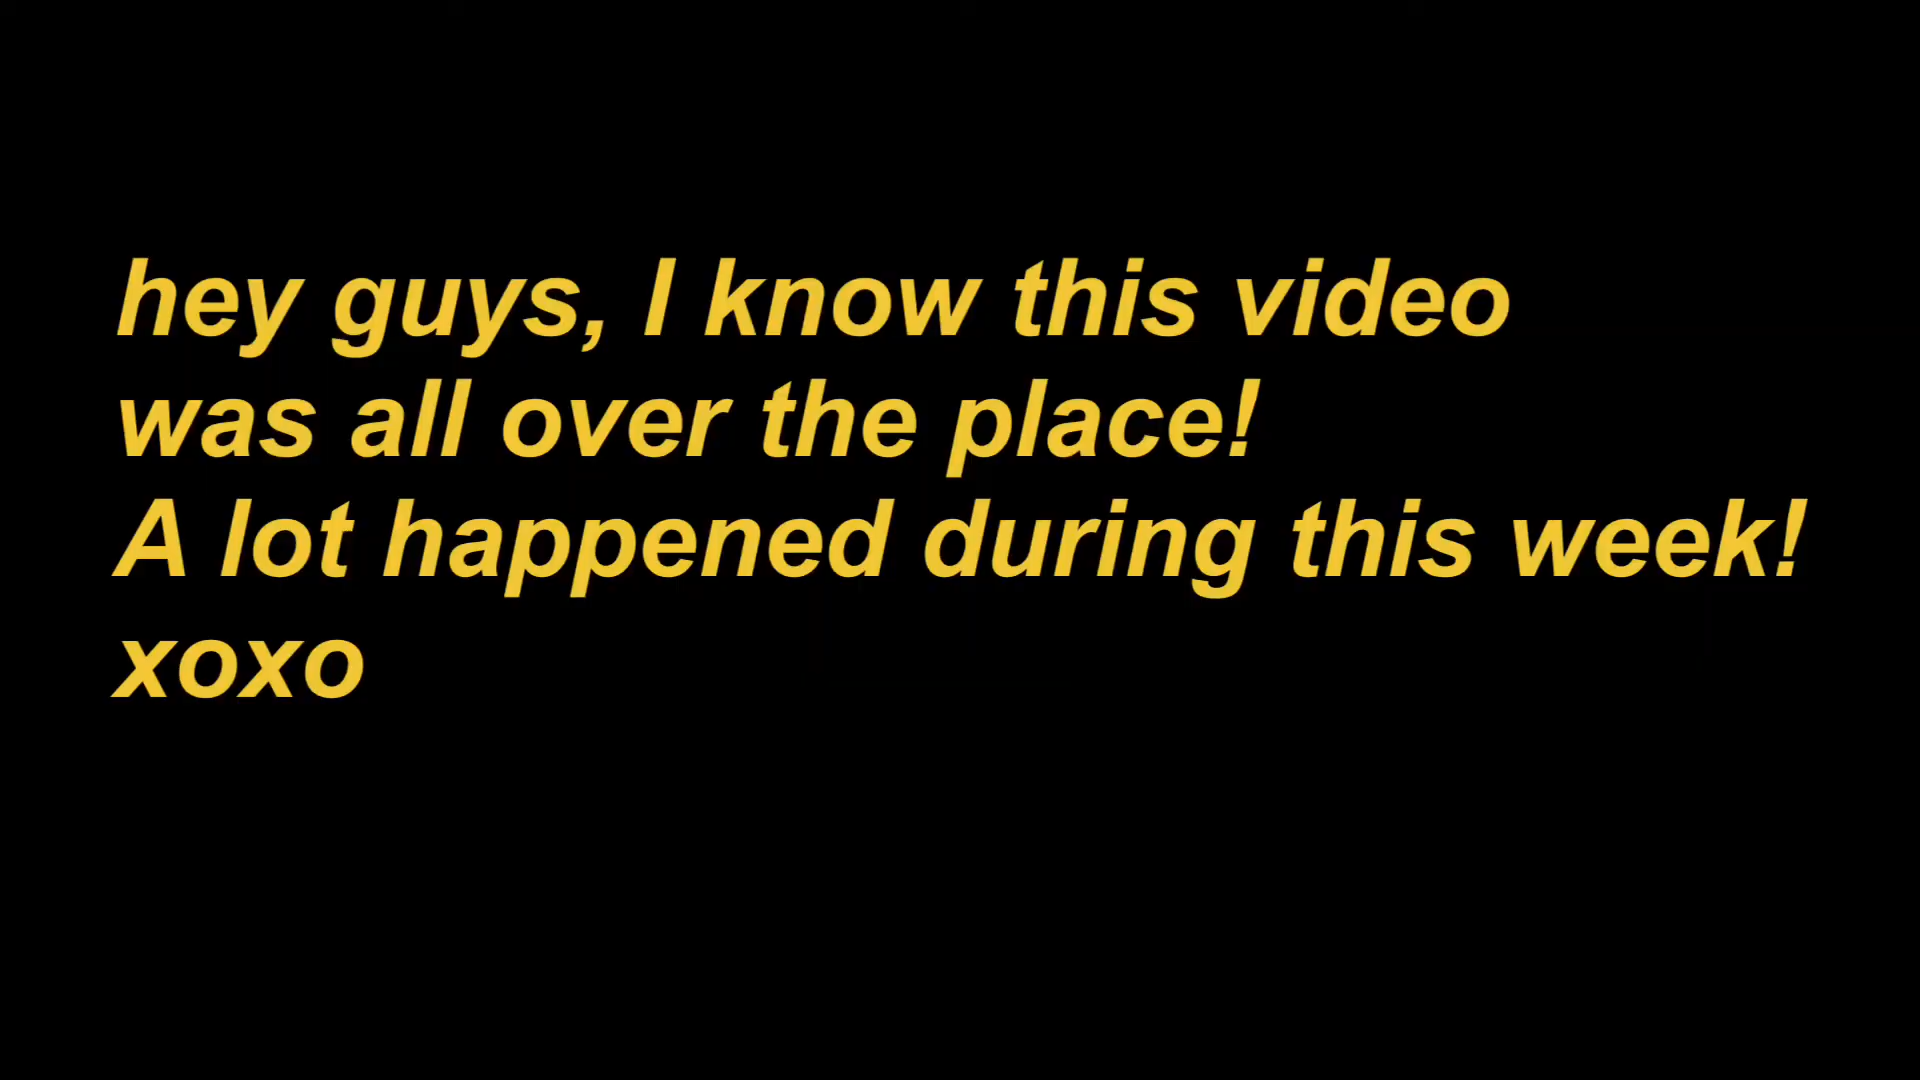 hey guys, I know this video
was all over the place!
A lot happened during this week!
xoxo